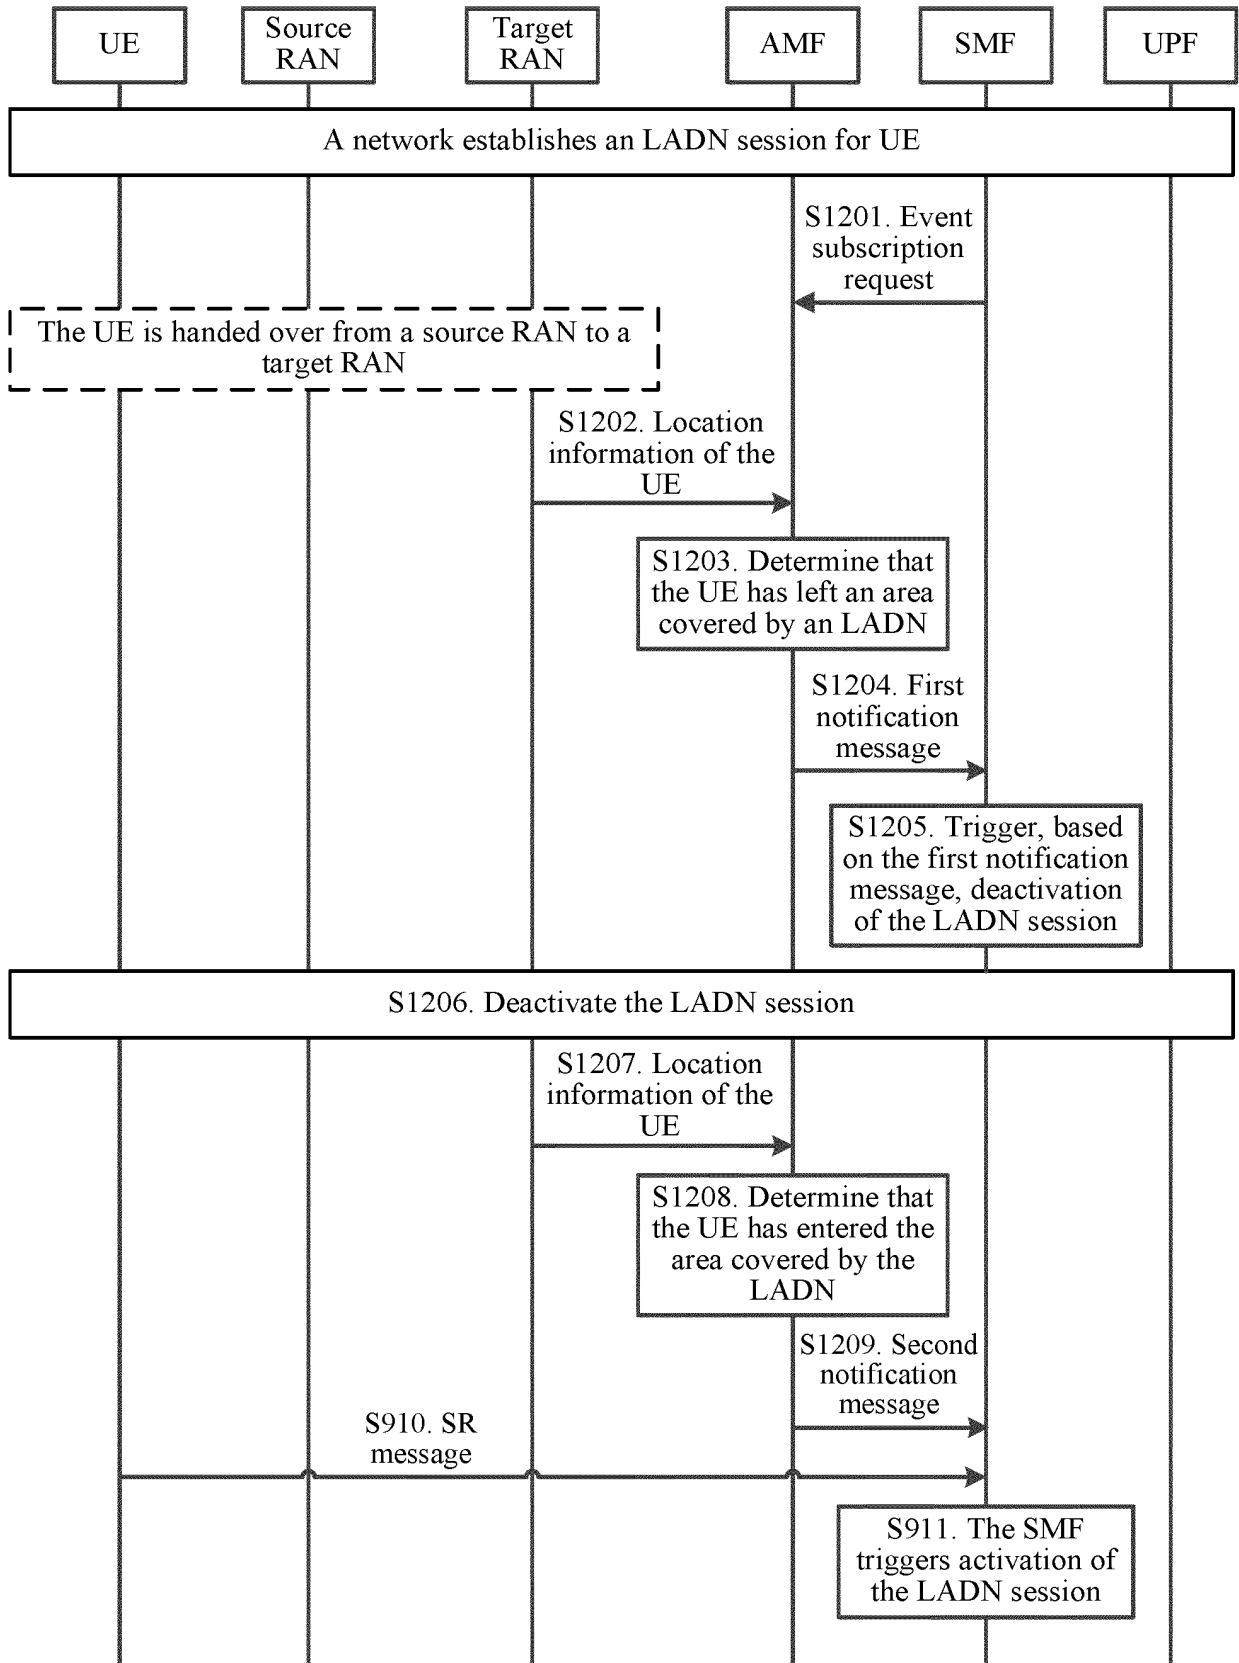 UE
Source
RAN
Target
RAN
AMF
SMF
UPF
A network establishes an LADN session for UE
S1201. Event
subscription
request
The UE is handed over from a source RAN to a
target RAN
S1202. Location
information of the
UE
S1203. Determine that
the UE has left an area
covered by an LADN
S1204. First
notification
message
S1205. Trigger, based
on the first notification
message, deactivation
of the LADN session
S1206. Deactivate the LADN session
S1207. Location
information of the
UE
S1208. Determine that
the UE has entered the
area covered by the
LADN
S1209. Second
notification
message
S910. SR
message
S911. The SMF
triggers activation of
the LADN session